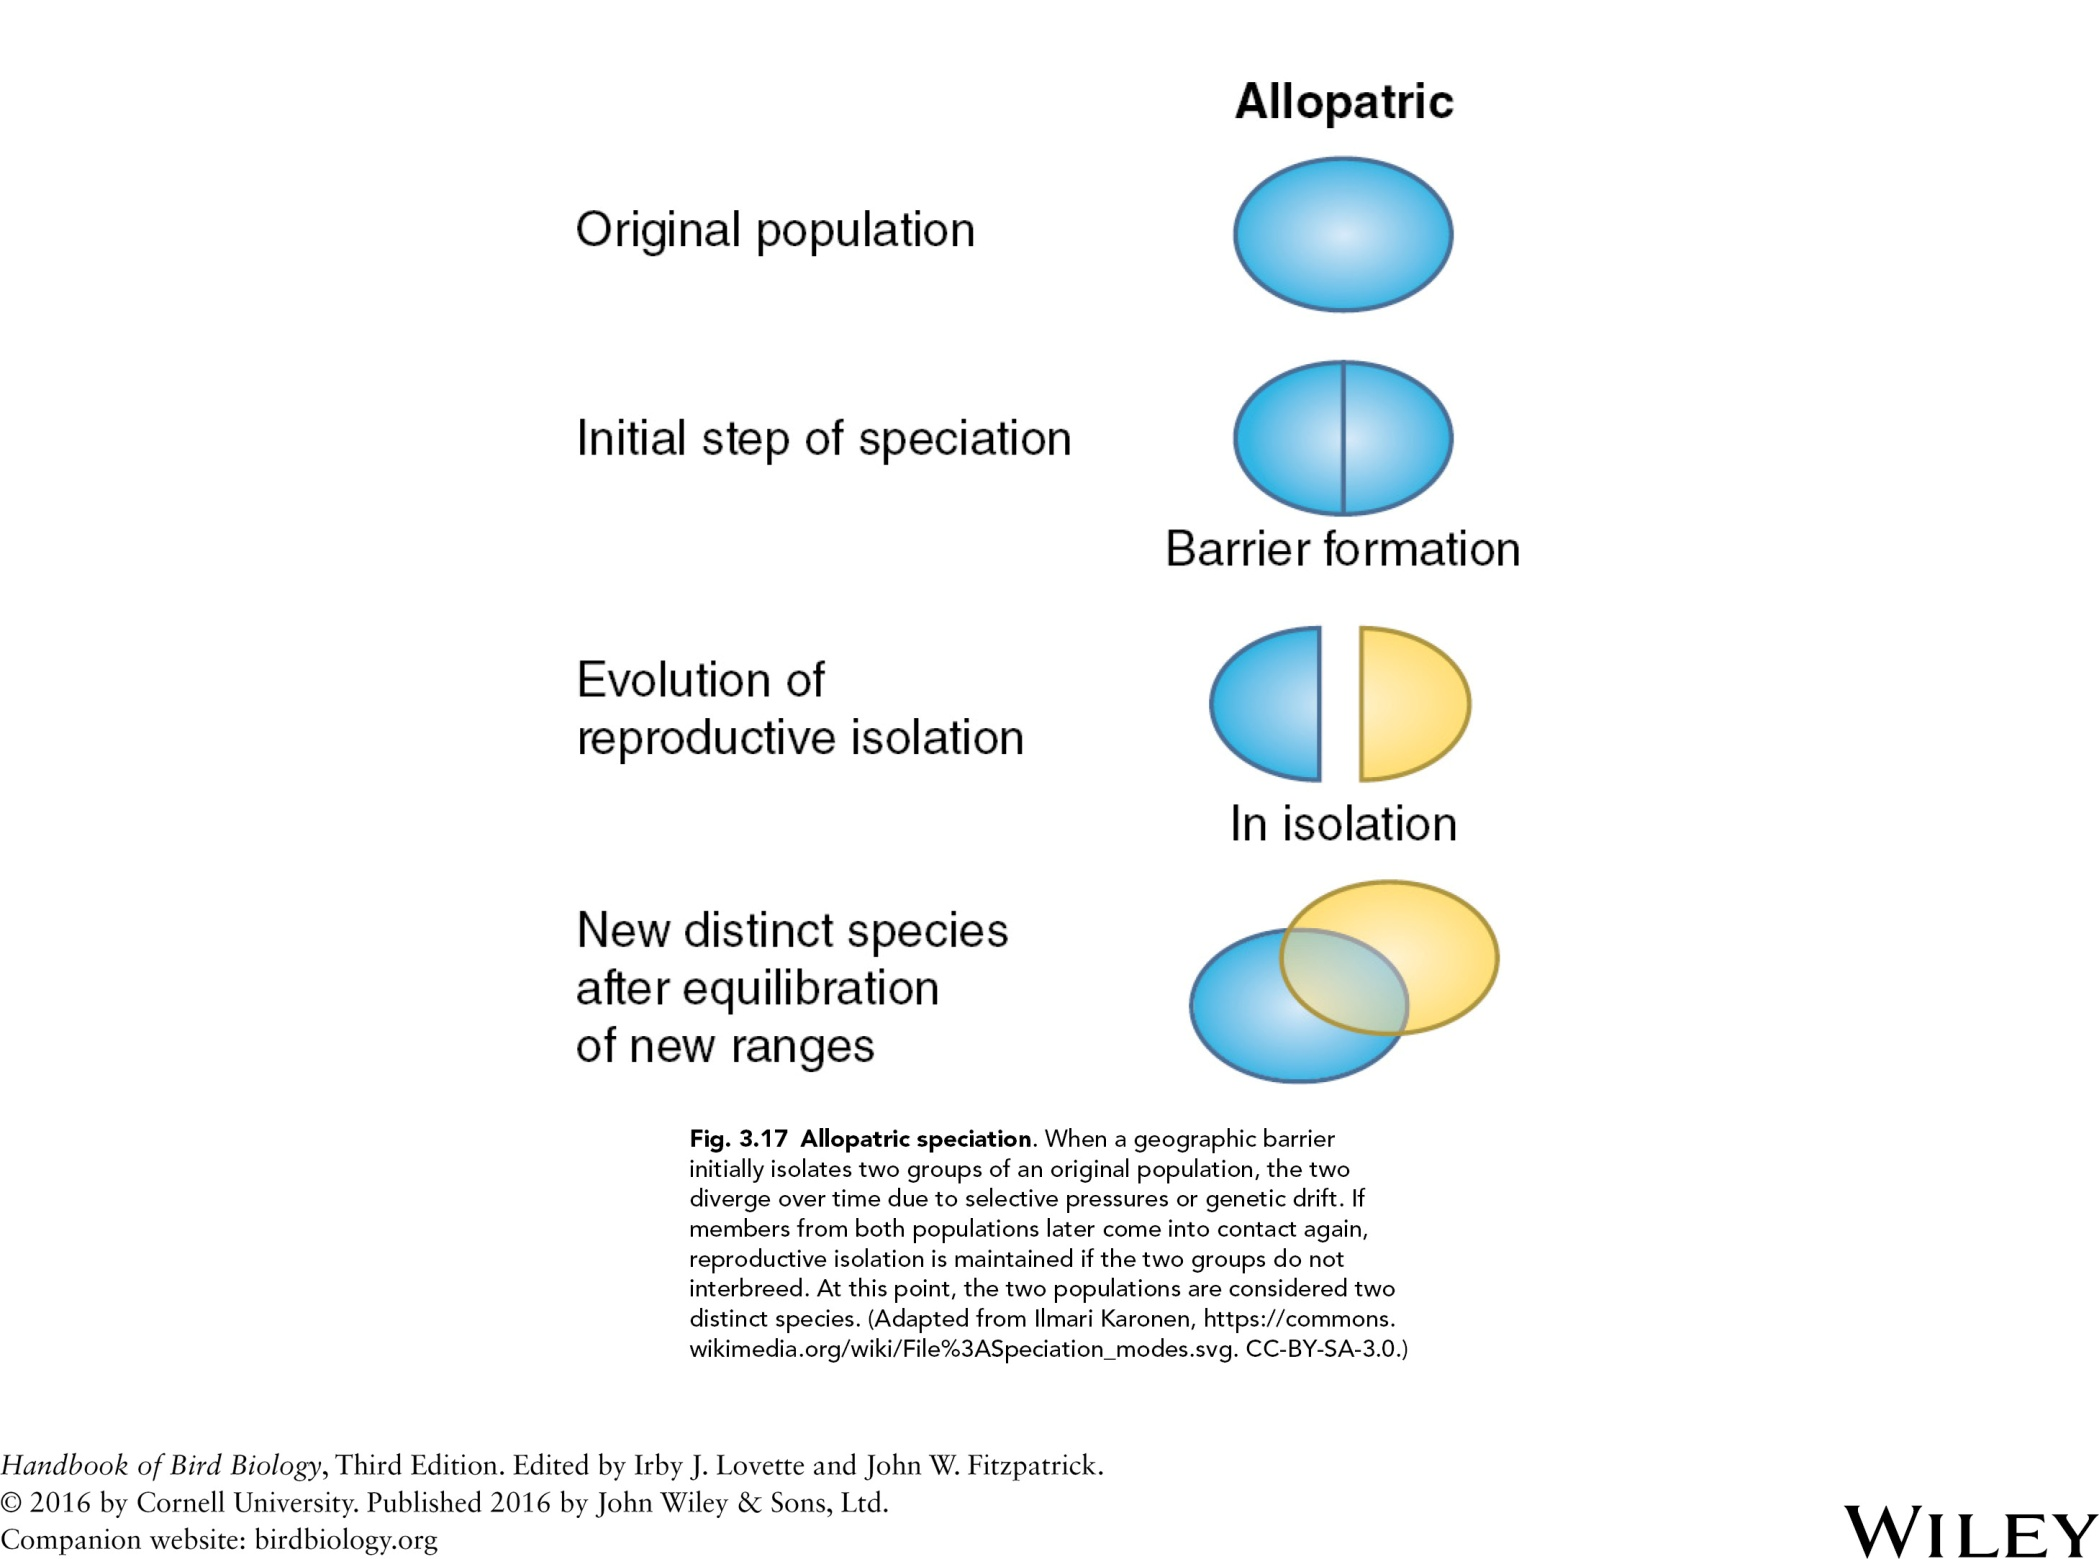 Allopatric
Original population
Initial step of speciation
Barrier formation
Evolution of
reproductive isolation
In isolation
New distinct species
after equilibration
of new ranges
Fig. 3.17 Allopatric speciation. When a geographic barrier
initially isolates two groups of an original population, the two
diverge over time due to selective pressures or genetic drift. If
members from both populations later come into contact again,
reproductive isolation is maintained if the two groups do not
interbreed. At this point, the two populations are considered two
distinct species. (Adapted from Ilmari Karonen, https://commons.
wikimedia.org/wiki/File%3ASpeciation_modes.svg. CC-BY-SA-3.0.)
Handbook of Bird Biology, Third Edition. Edited by Irby J. Lovette and John W. Fitzpatrick.
© 2016 by Cornell University. Published 2016 by John Wiley & Sons, Ltd.
Companion website: birdbiology.org
WILEY